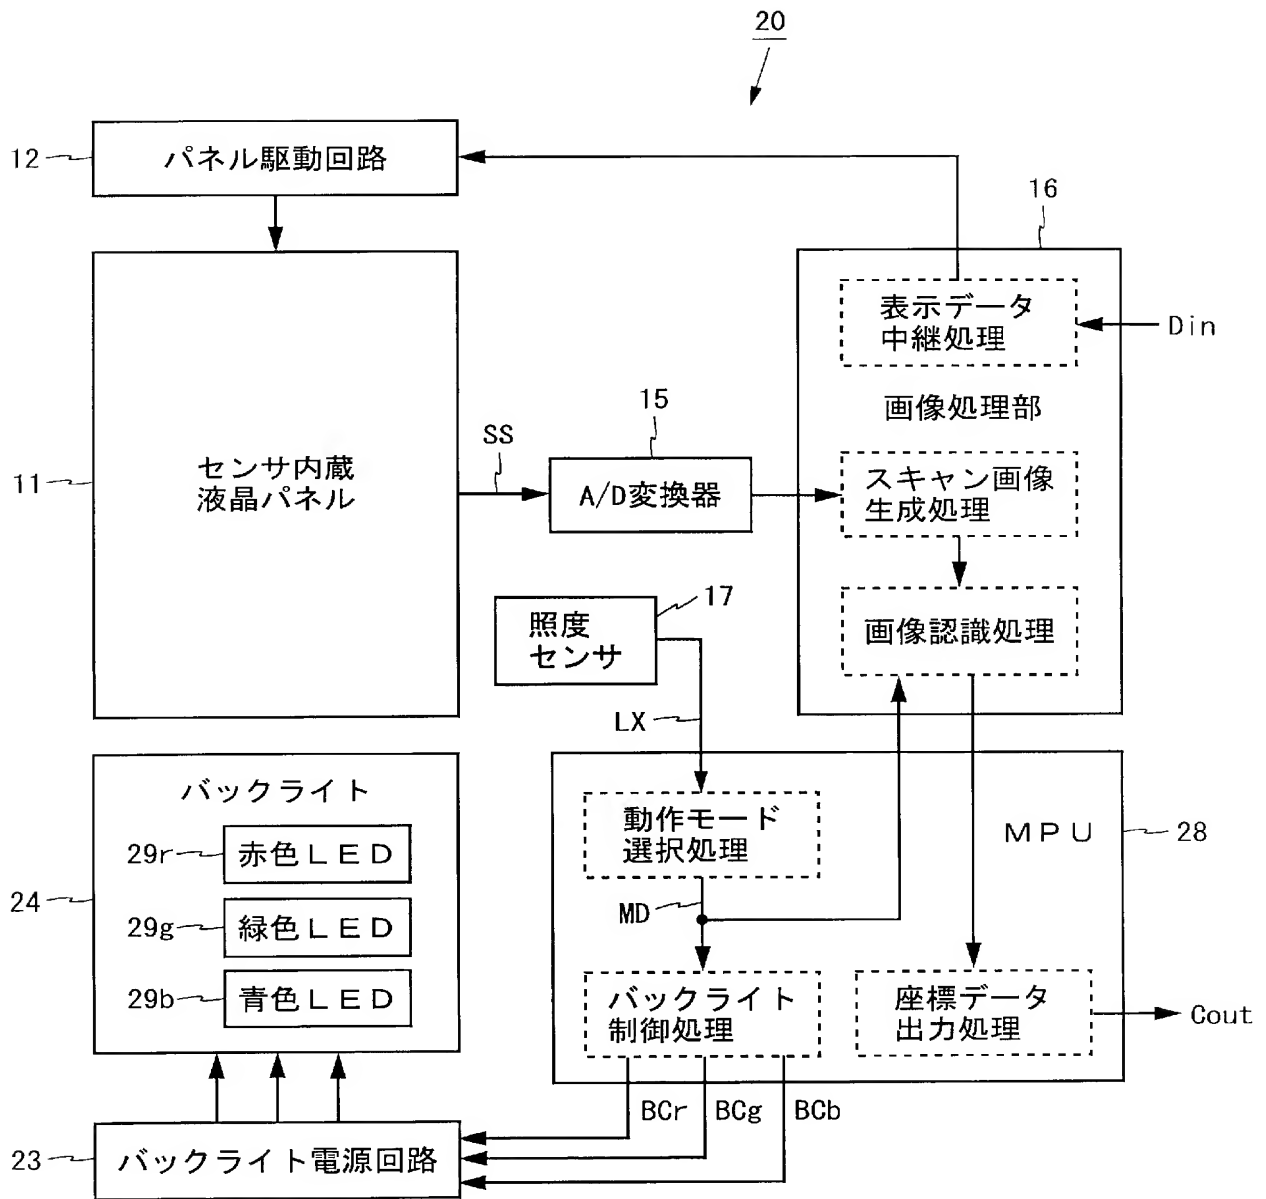 20
12
パネル駆動回路
16
表示データ
中継処理
Din
画像処理部
15
SS
11
センサ内蔵
液晶パネル
A/D変換器
スキャン画像
生成処理
17
照度
センサ
画像認識処理
LX
バックライト
動作モード
選択処理
MPU
28
29r
赤色LED
24
29g
緑色LED
MD
29b
青色LED
バックライト
制御処理
座標データ
出力処理
Cout
BCr
BCg
BCb
23
バックライト電源回路